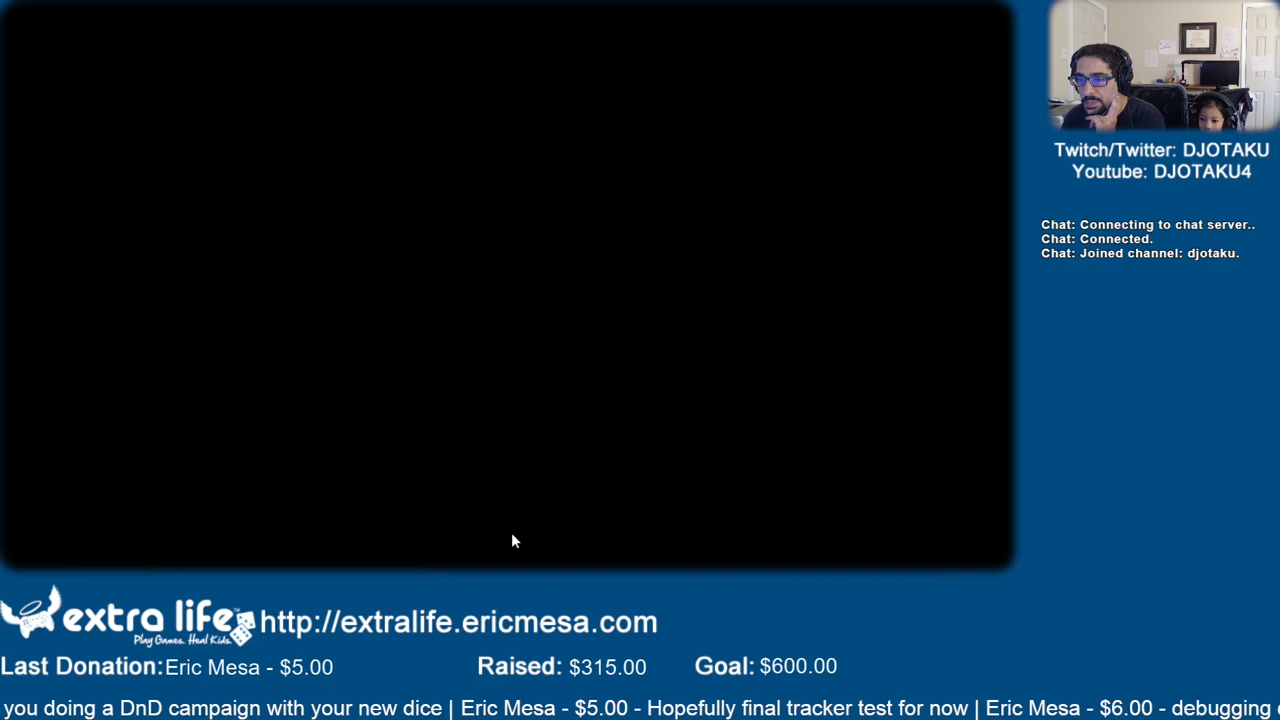 Twitch/Twitter: DJOTAKU
Youtube: DJOTAKU4
Chat: Connecting to chat server..
Chat: Connected.
Chat: Joined channel: djotaku.
extra life
Play Games. Heal Kids.
http://extralife.ericmesa.com
Last Donation: Eric Mesa - $5.00 Raised: $315.00 Goal: $600.00
you doing a DnD campaign with your new dice | Eric Mesa - $5.00 - Hopefully final tracker test for now | Eric Mesa - $6.00 - debugging